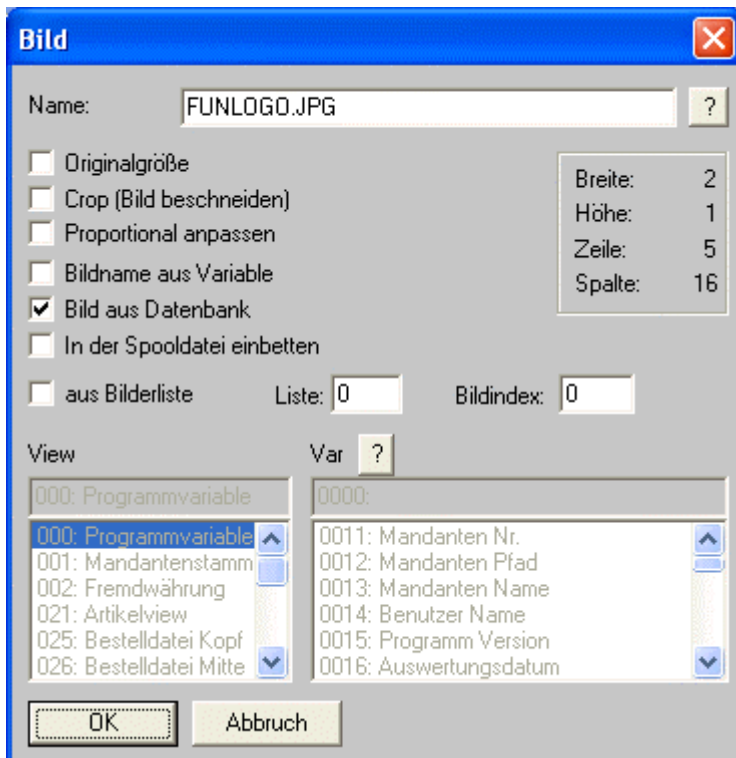 Bild
Name: FUNLOGO.JPG ?
Originalgröße
Crop (Bild beschneiden)
Proportional anpassen
Bildname aus Variable
Bild aus Datenbank
In der Spooldatei einbetten
Breite: 2
Höhe: 1
Zeile: 5
Spalte: 16
aus Bilderliste Liste: 0 Bildindex: 0
View
000: Programmvariable
000: Programmvariable
001: Mandantenstamm
002: Fremdwährung
021: Artikelview
025: Bestelldatei Kopf
026: Bestelldatei Mitte
Var ?
0000:
0011: Mandanten Nr.
0012: Mandanten Pfad
0013: Mandanten Name
0014: Benutzer Name
0015: Programm Version
0016: Auswertungsdatum
OK Abbruch